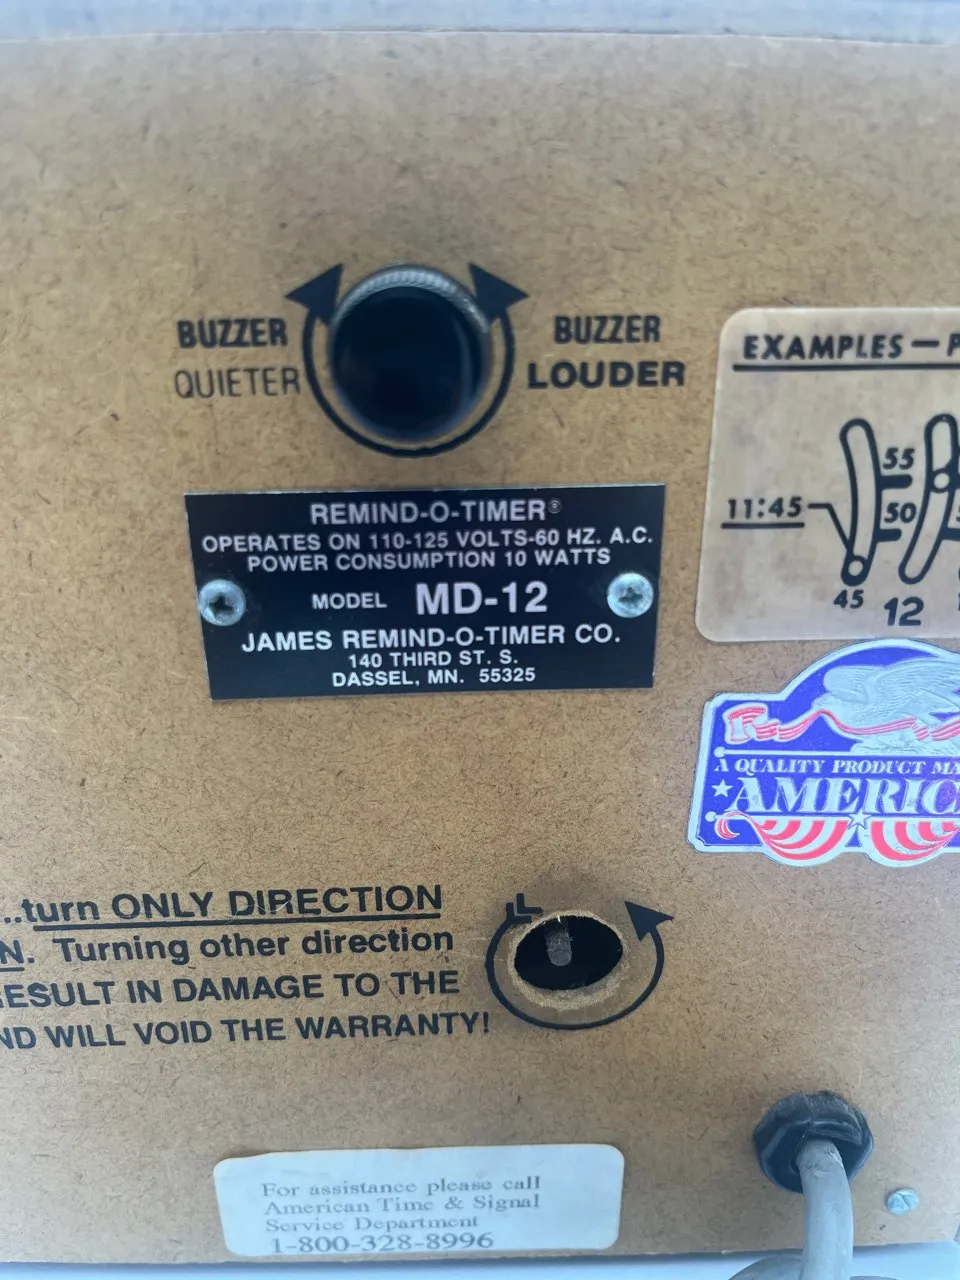 BUZZER
QUIETER
BUZZER
LOUDER
EXAMPLES —
55
11:45
50
45
12
REMIND-O-TIMER®
OPERATES ON 110-125 VOLTS-60 HZ. A.C.
POWER CONSUMPTION 10 WATTS
MODEL MD-12
JAMES REMIND-O-TIMER CO.
140 THIRD ST. S.
DASSEL, MN. 55325
A QUALITY PRODUCT
AMERIC
..turn ONLY DIRECTION
N. Turning other direction
RESULT IN DAMAGE TO THE
ND WILL VOID THE WARRANTY!
For assistance please call
American Time & Signal
Service Department
1-800-328-8996